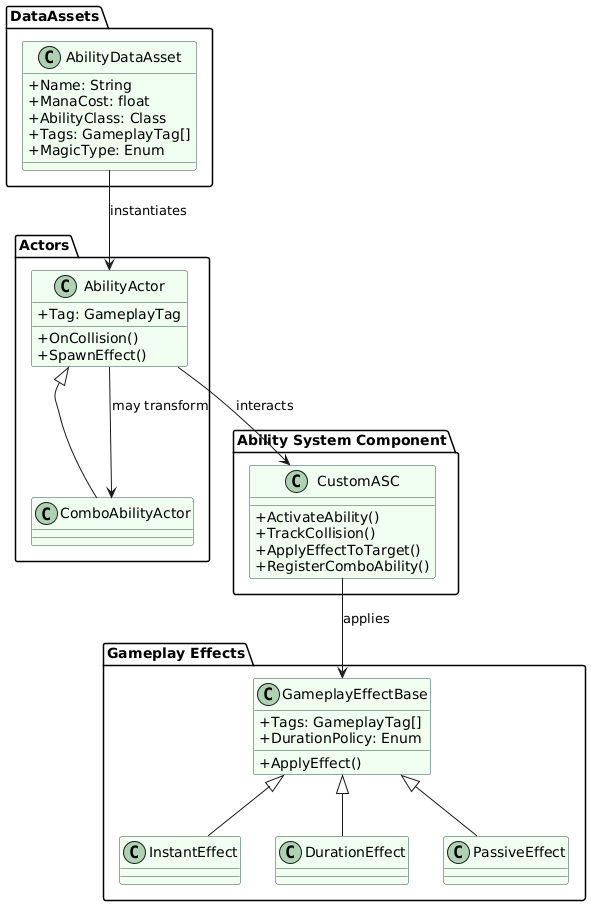 DataAssets
C AbilityDataAsset
+Name: String
+ManaCost: float
+AbilityClass: Class
+Tags: GameplayTag[]
+MagicType: Enum
instantiates
Actors
C AbilityActor
+Tag: GameplayTag
+OnCollision()
+SpawnEffect()
may transform
interacts
Ability System Component
C CustomASC
+ActivateAbility()
+TrackCollision()
+ApplyEffectToTarget()
+RegisterComboAbility()
C ComboAbilityActor
applies
Gameplay Effects
C GameplayEffectBase
+Tags: GameplayTag[]
+DurationPolicy: Enum
+ApplyEffect()
C InstantEffect
C DurationEffect
C PassiveEffect